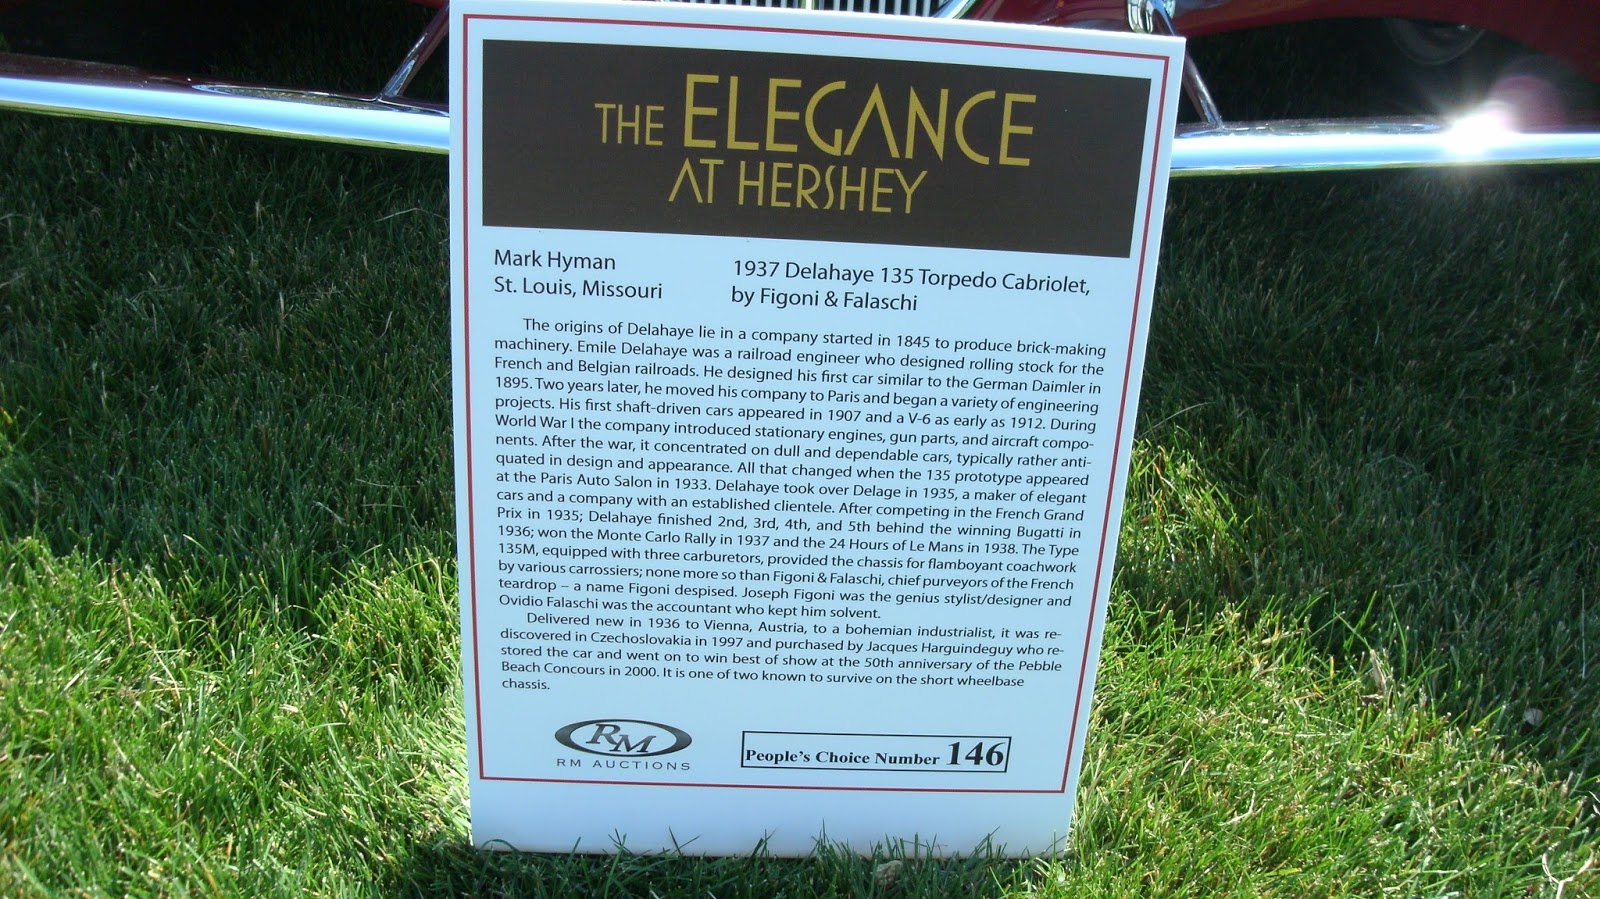 THE ELEGANCE
AT HERSHEY
Mark Hyman
St. Louis, Missouri
1937 Delahaye 135 Torpedo Cabriolet,
by Figoni & Falaschi
The origins of Delahaye lie in a company started in 1845 to produce brick-making
machinery. Emile Delahaye was a railroad engineer who designed rolling stock for the
French and Belgian railroads. He designed his first car similar to the German Daimler in
1895. Two years later, he moved his company to Paris and began a variety of engineering
projects. His first shaft-driven cars appeared in 1907 and a V-6 as early as 1912. During
World War I the company introduced stationary engines, gun parts, and aircraft compo-
nents. After the war, it concentrated on dull and dependable cars, typically rather anti-
quated in design and appearance. All that changed when the 135 prototype appeared
at the Paris Auto Salon in 1933. Delahaye took over Delage in 1935, a maker of elegant
cars and a company with an established clientele. After competing in the French Grand
Prix in 1935; Delahaye finished 2nd, 3rd, 4th, and 5th behind the winning Bugatti in
1936; won the Monte Carlo Rally in 1937 and the 24 Hours of Le Mans in 1938. The Type
135M, equipped with three carburetors, provided the chassis for flamboyant coachwork
by various carrossiers; none more so than Figoni & Falaschi, chief purveyors of the French
teardrop – a name Figoni despised. Joseph Figoni was the genius stylist/designer and
Ovidio Falaschi was the accountant who kept him solvent.
Delivered new in 1936 to Vienna, Austria, to a bohemian industrialist, it was re-
discovered in Czechoslovakia in 1997 and purchased by Jacques Harguindeguy who re-
stored the car and went on to win best of show at the 50th anniversary of the Pebble
Beach Concours in 2000. It is one of two known to survive on the short wheelbase
chassis.
RM
RM AUCTIONS
People's Choice Number 146